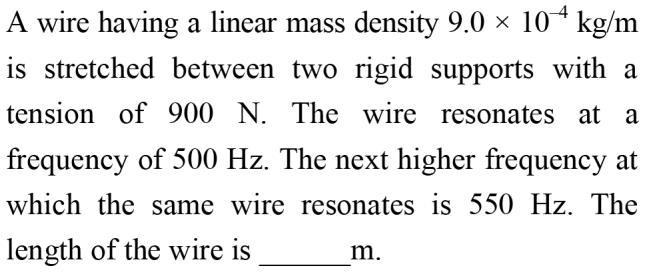 A wire having a linear mass density 9.0 × 10⁻⁴ kg/m
is stretched between two rigid supports with a
tension of 900 N. The wire resonates at a
frequency of 500 Hz. The next higher frequency at
which the same wire resonates is 550 Hz. The
length of the wire is ______m.